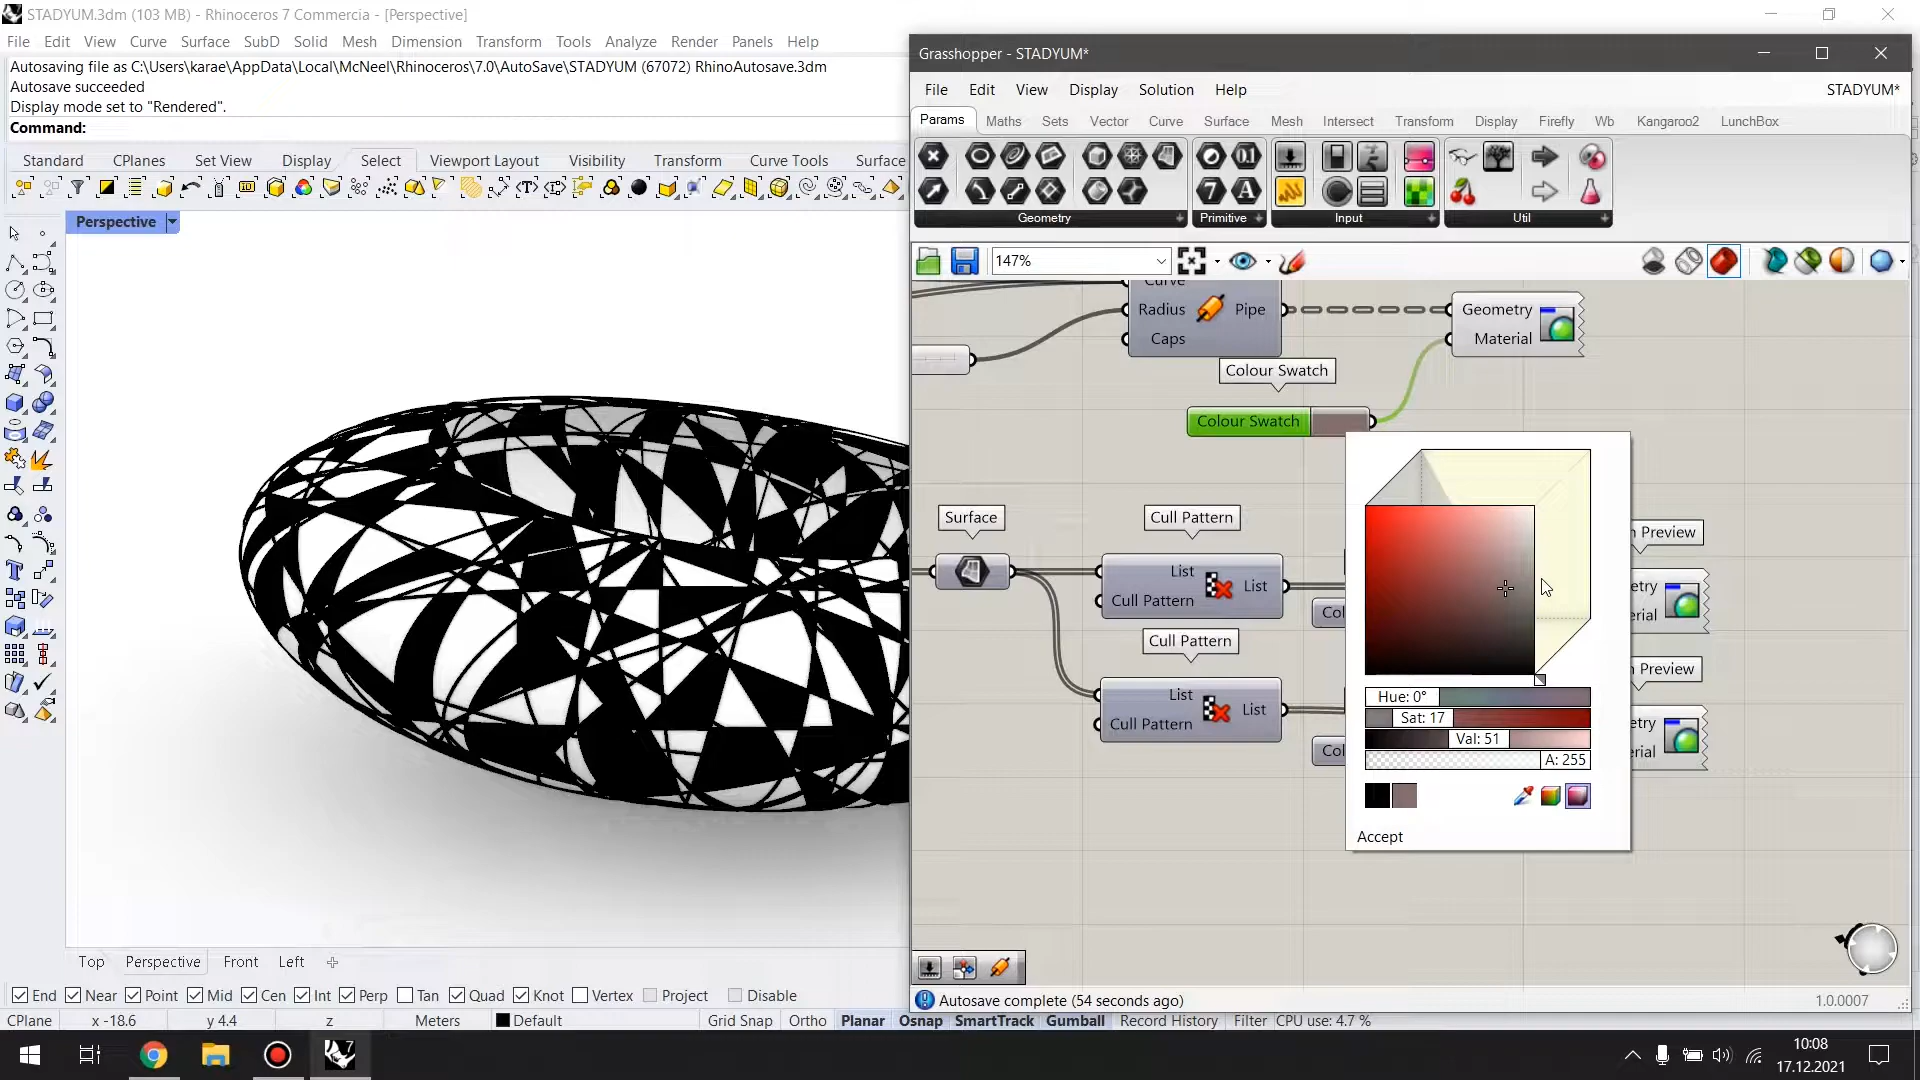 STADYUM.3dm (103 MB) - Rhinoceros 7 Commercia - [Perspective]
File Edit View Curve Surface SubD Solid Mesh Dimension Transform Tools Analyze Render Panels Help
Autosaving file as C:\Users\karae\AppData\Local\McNeel\Rhinoceros\7.0\AutoSave\STADYUM (67072) RhinoAutosave.3dm
Autosave succeeded
Display mode set to "Rendered".
Command:
Standard CPlanes Set View Display Select Viewport Layout Visibility Transform Curve Tools Surface
Perspective
Grasshopper - STADYUM*
File Edit View Display Solution Help STADYUM*
Params Maths Sets Vector Curve Surface Mesh Intersect Transform Display Firefly Wb Kangaroo2 LunchBox
Geometry Primitive Input Util
147%
Curve
Radius Pipe
Caps
Geometry
Material
Colour Swatch
Colour Swatch
Surface
Cull Pattern
List List
Cull Pattern
Col
Cull Pattern
List List
Cull Pattern
Col
Preview
etry
erial
Preview
etry
erial
Hue: 0°
Sat: 17
Val: 51
A: 255
Accept
Top Perspective Front Left
End Near Point Mid Cen Int Perp Tan Quad Knot Vertex Project Disable
Autosave complete (54 seconds ago) 1.0.0007
CPlane x -18.6 y 4.4 z Meters Default Grid Snap Ortho Planar Osnap SmartTrack Gumball Record History Filter CPU use: 4.7 %
10:08
17.12.2021